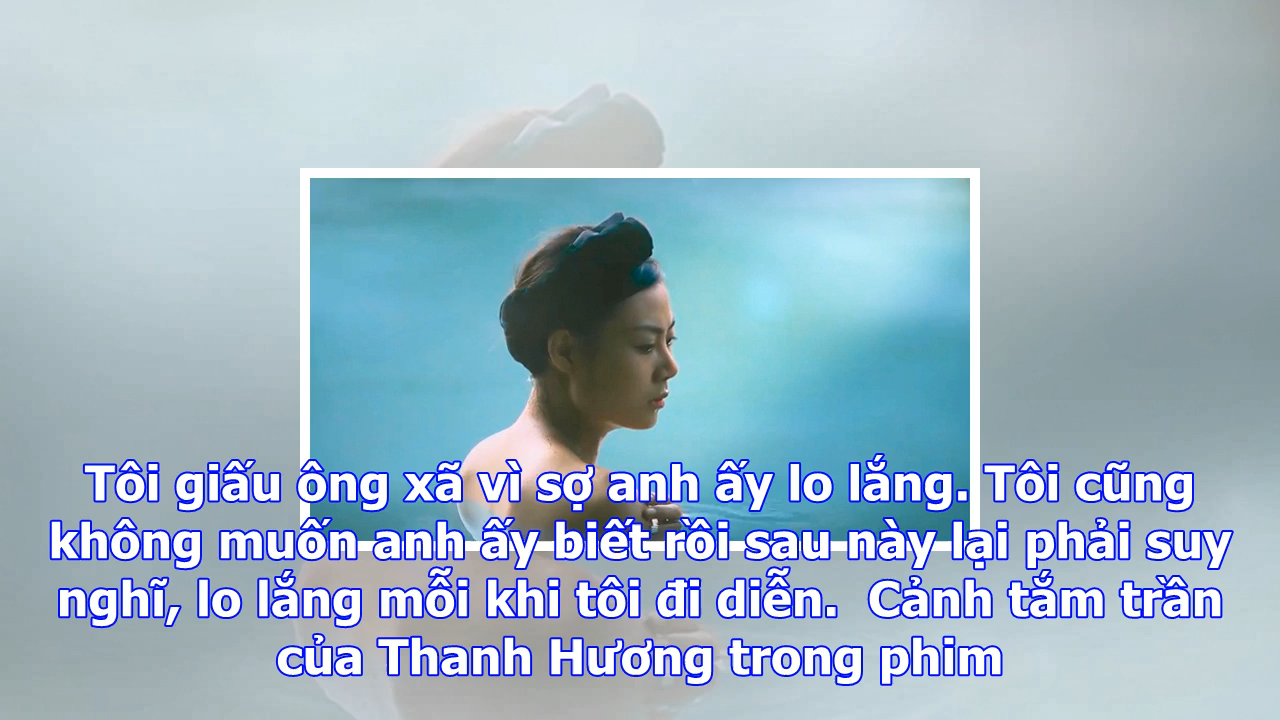 Tôi giấu ông xã vì sợ anh ấy lo lắng. Tôi cũng
không muốn anh ấy biết rồi sau này lại phải suy
nghĩ, lo lắng mỗi khi tôi đi diễn.  Cảnh tắm trần
của Thanh Hương trong phim